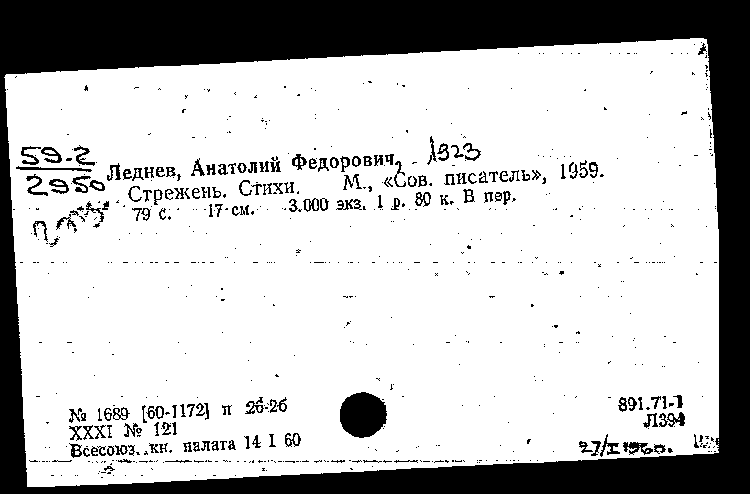 59-2
2950
Леднев, Анатолий Федорович, 1923
Стрежень. Стихи. М., «Сов. писатель», 1959.
79 с. 17 см. 3.000 экз. 1 р. 80 к. В пер.
№ 1689 [60-1172] п 26-26
XXXI № 121
Всесоюз. кн. палата 14 I 60
891.71-1
Л394
27/I 1960.